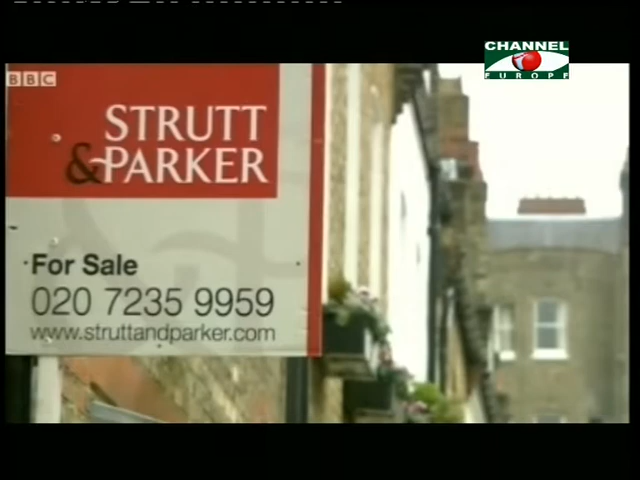 BBC
CHANNEL
EUROPE
STRUTT
&PARKER
For Sale
020 7235 9959
www.struttandparker.com